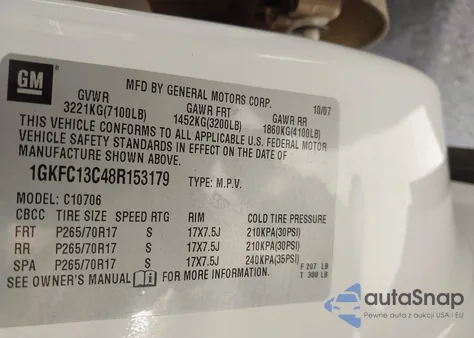 GM
MFD BY GENERAL MOTORS CORP. 10/07
GVWR GAWR FRT GAWR RR
3221KG(7100LB) 1452KG(3200LB) 1860KG(4100LB)
THIS VEHICLE CONFORMS TO ALL APPLICABLE U.S. FEDERAL MOTOR
VEHICLE SAFETY STANDARDS IN EFFECT ON THE DATE OF
MANUFACTURE SHOWN ABOVE.
1GKFC13C48R153179 TYPE: M.P.V.
MODEL: C10706
CBCC TIRE SIZE SPEED RTG RIM COLD TIRE PRESSURE
FRT P265/70R17 S 17X7.5J 210KPA(30PSI)
RR P265/70R17 S 17X7.5J 210KPA(30PSI)
SPA P265/70R17 S 17X7.5J 240KPA(35PSI)
SEE OWNER'S MANUAL FOR MORE INFORMATION.
F 207 LB
T 300 LB
autaSnap
Pewne auta z aukcji USA i EU